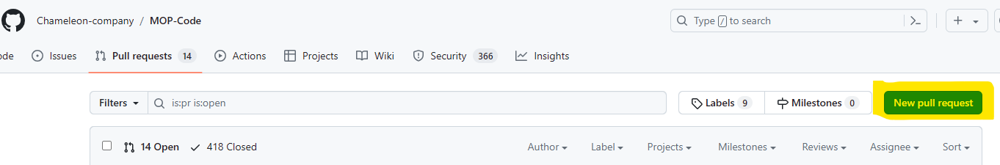 Chameleon-company / MOP-Code
Type / to search
ode Issues Pull requests 14 Actions Projects Wiki Security 366 Insights
Filters is:pr is:open Labels 9 Milestones 0 New pull request
14 Open 418 Closed Author Label Projects Milestones Reviews Assignee Sort